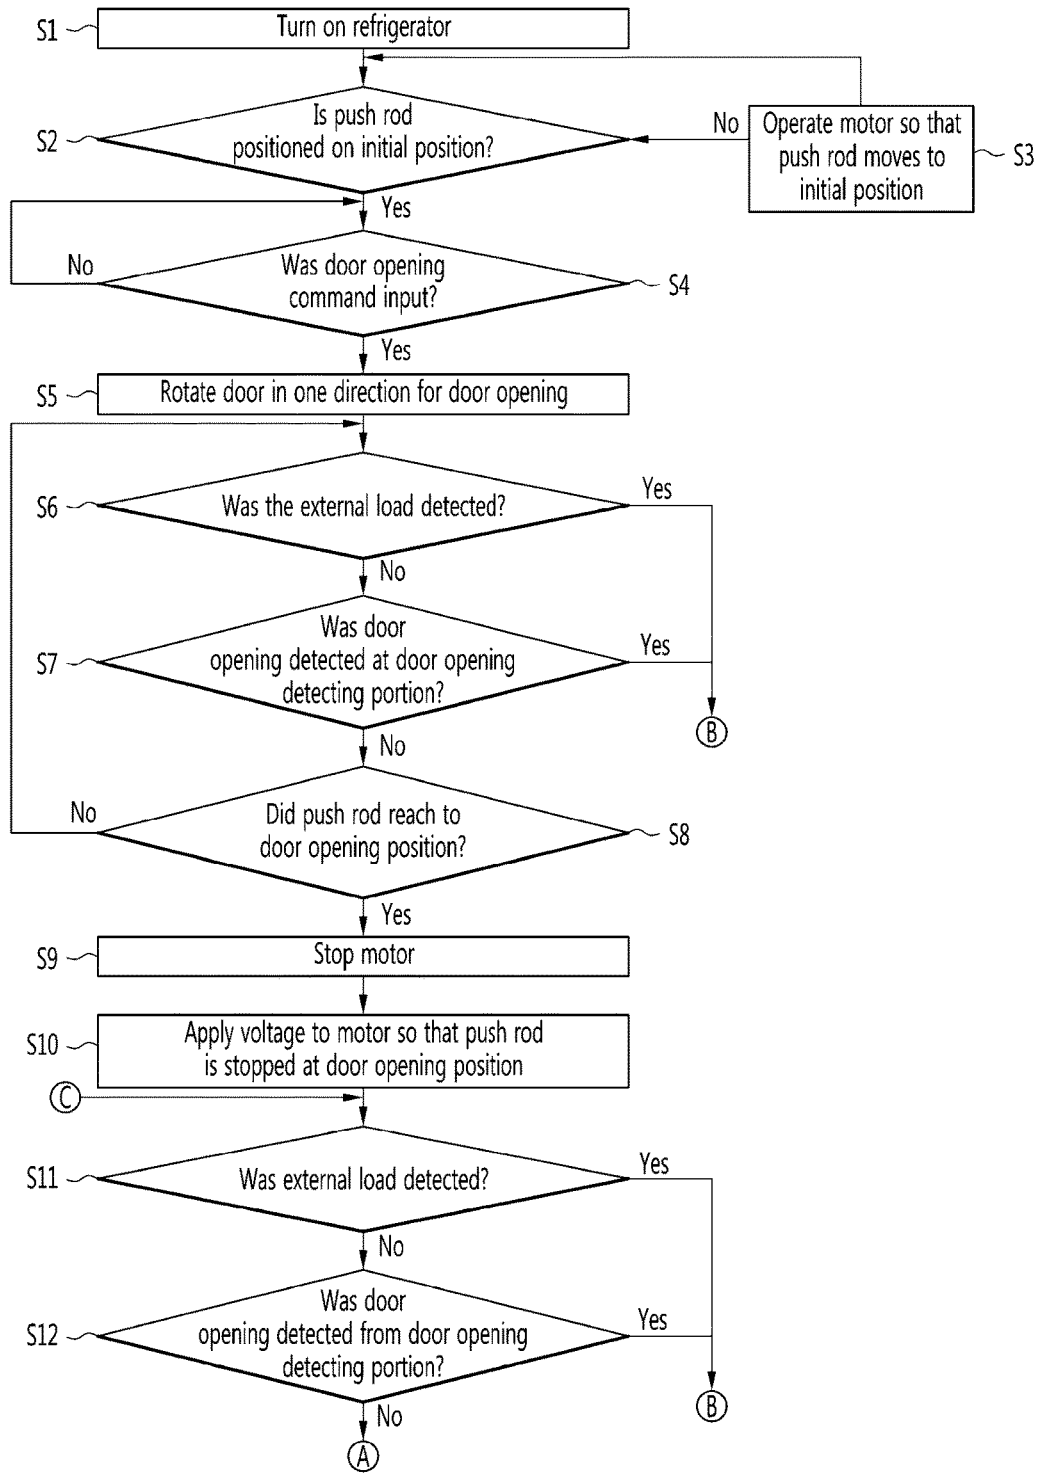 S1
Turn on refrigerator
S2
Is push rod
positioned on initial position?
No
Operate motor so that
push rod moves to
initial position
S3
Yes
No
Was door opening
command input?
S4
Yes
S5
Rotate door in one direction for door opening
S6
Was the external load detected?
Yes
No
S7
Was door
opening detected at door opening
detecting portion?
Yes
B
No
No
Did push rod reach to
door opening position?
S8
Yes
S9
Stop motor
S10
Apply voltage to motor so that push rod
is stopped at door opening position
C
S11
Was external load detected?
Yes
No
S12
Was door
opening detected from door opening
detecting portion?
Yes
B
No
A